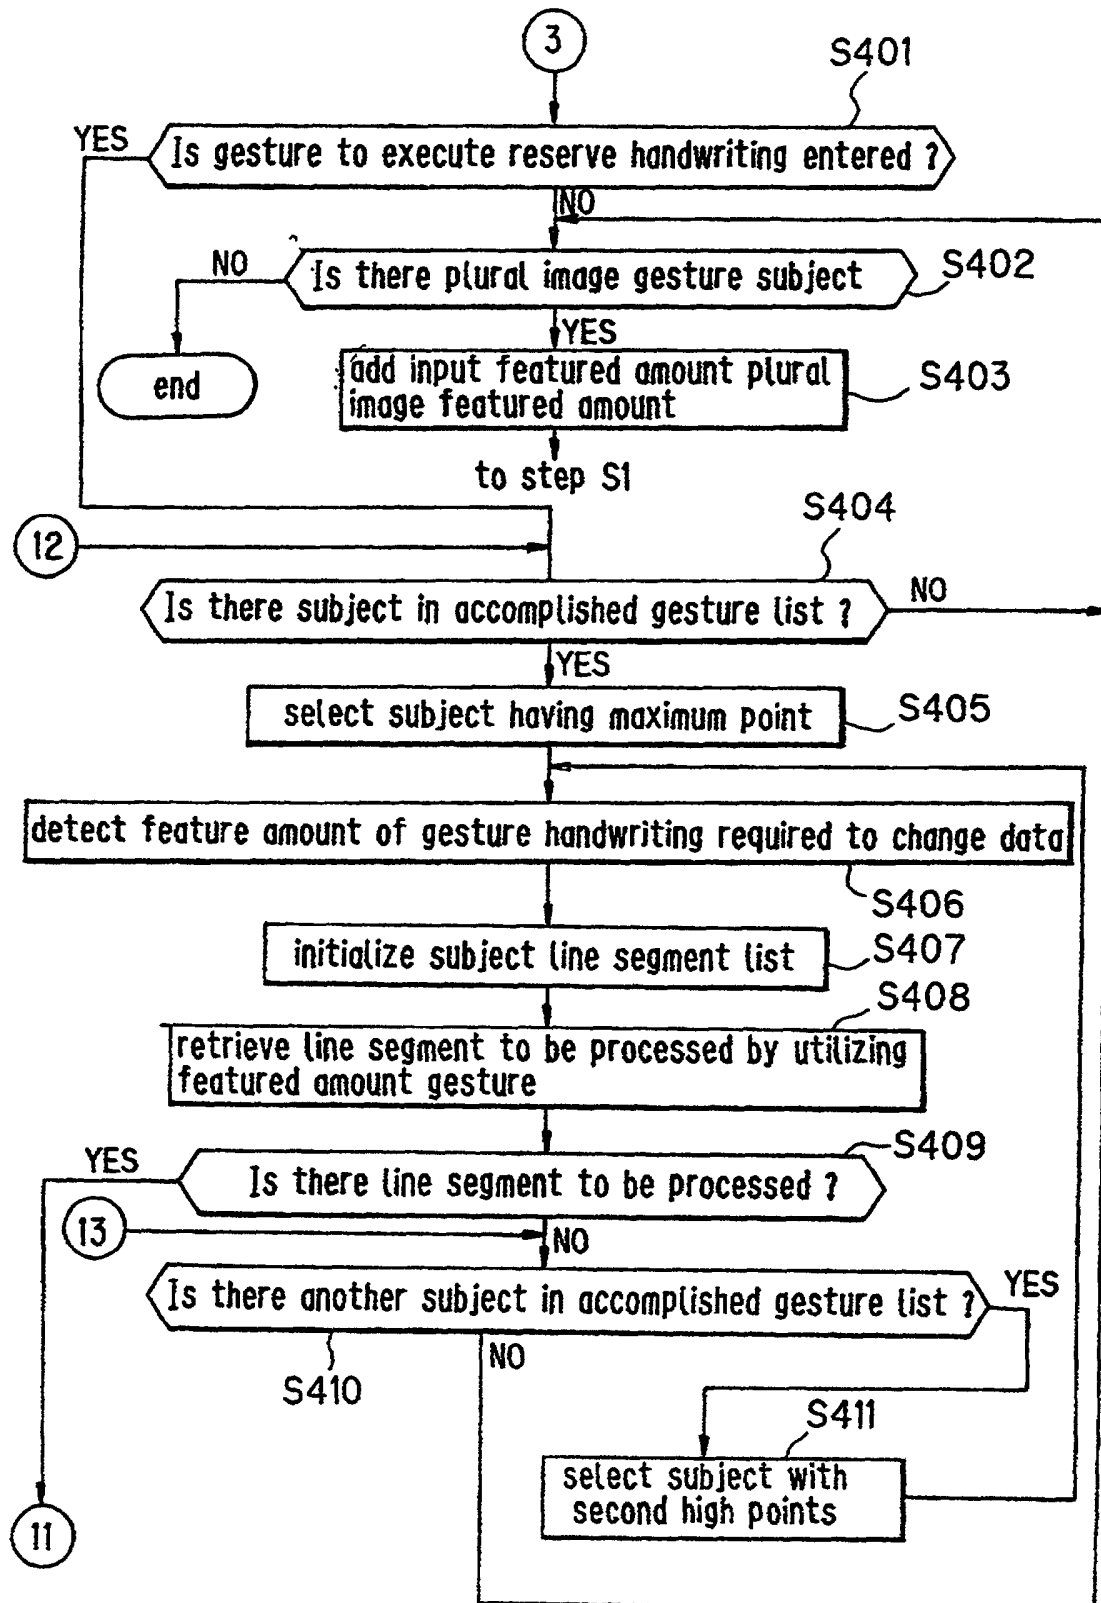 3
S401
YES
Is gesture to execute reserve handwriting entered ?
NO
NO
Is there plural image gesture subject
S402
YES
end
add input featured amount plural
image featured amount
S403
to step S1
S404
12
Is there subject in accomplished gesture list ?
NO
YES
select subject having maximum point
S405
detect feature amount of gesture handwriting required to change data
S406
initialize subject line segment list
S407
S408
retrieve line segment to be processed by utilizing
featured amount gesture
S409
YES
Is there line segment to be processed ?
13
NO
Is there another subject in accomplished gesture list ?
YES
NO
S410
S411
select subject with
second high points
11